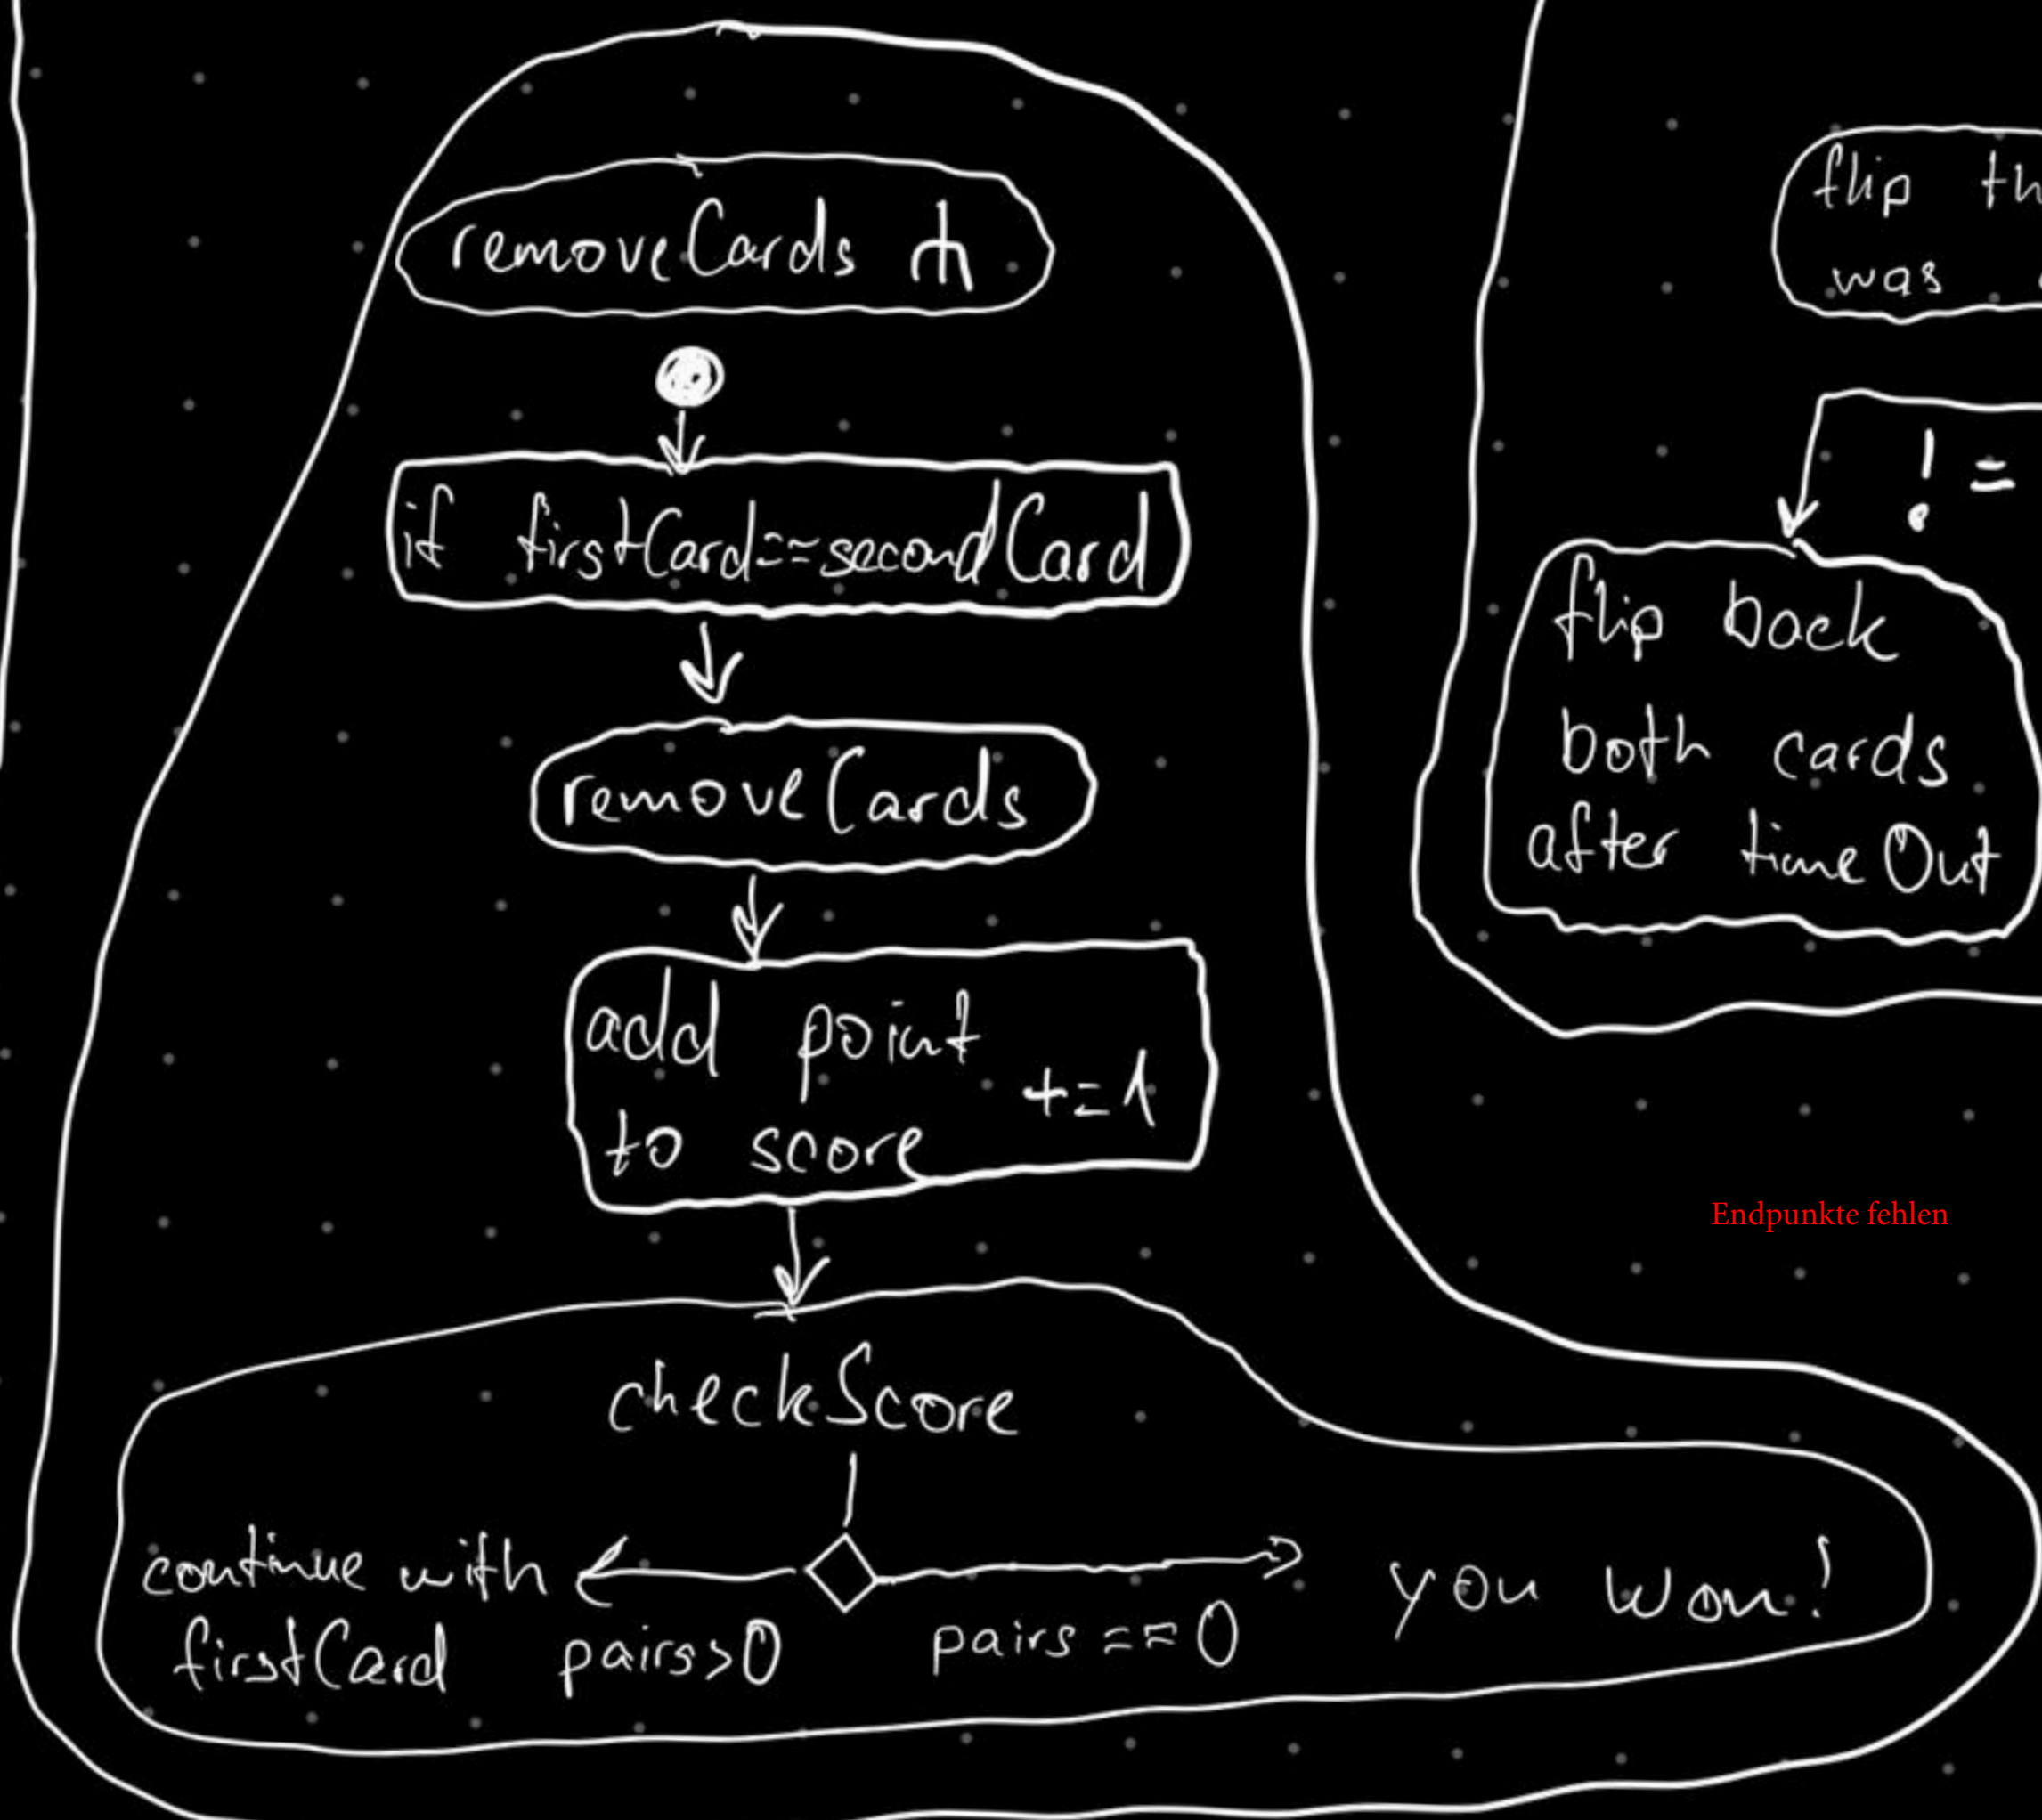 removeCards
if firstCard==secondCard
removeCards
add point
+=1
to score
checkScore
continue with
firstCard
pairs>0
pairs==0
you won!
flip th
was
!=
flip back
both cards
after timeOut
Endpunkte fehlen